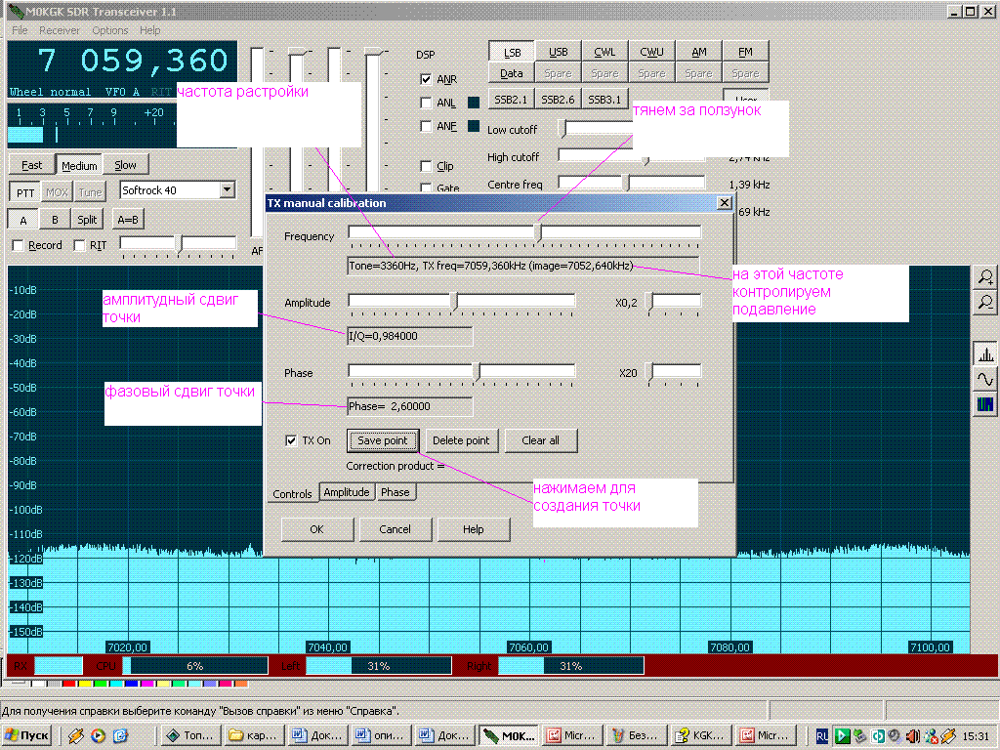 M0KGK SDR Transceiver 1.1
File Receiver Options Help
7 059,360
Wheel normal VFO A RIT
1 3 5 7 9 +20
частота растройки
DSP
ANR
ANL
ANF
Clip
Gate
LSB USB CWL CWU AM FM
Data Spare Spare Spare Spare Spare
SSB2.1 SSB2.6 SSB3.1 User
тянем за ползунок
Low cutoff
High cutoff 2,74 kHz
Centre freq 1,39 kHz
69 kHz
Fast Medium Slow
PTT MOX Tune Softrock 40
A B Split A=B
Record RIT AF
TX manual calibration
Frequency
Tone=3360Hz, TX freq=7059,360kHz (image=7052,640kHz)
на этой частоте
контролируем
подавление
амплитудный сдвиг
точки
Amplitude X0,2
I/Q=0,984000
Phase X20
фазовый сдвиг точки
Phase= 2,60000
TX On Save point Delete point Clear all
Correction product =
нажимаем для
создания точки
Controls Amplitude Phase
OK Cancel Help
-10dB
-20dB
-30dB
-40dB
-50dB
-60dB
-70dB
-80dB
-90dB
-100dB
-110dB
-120dB
-130dB
-140dB
-150dB
7020,00 7040,00 7060,00 7080,00 7100,00
RX CPU 6% Left 31% Right 31%
Для получения справки выберите команду "Вызов справки" из меню "Справка".
Пуск Топ... кар... Док... опи... Док... M0K... Micr... Без... KGK... Micr... RL 15:31